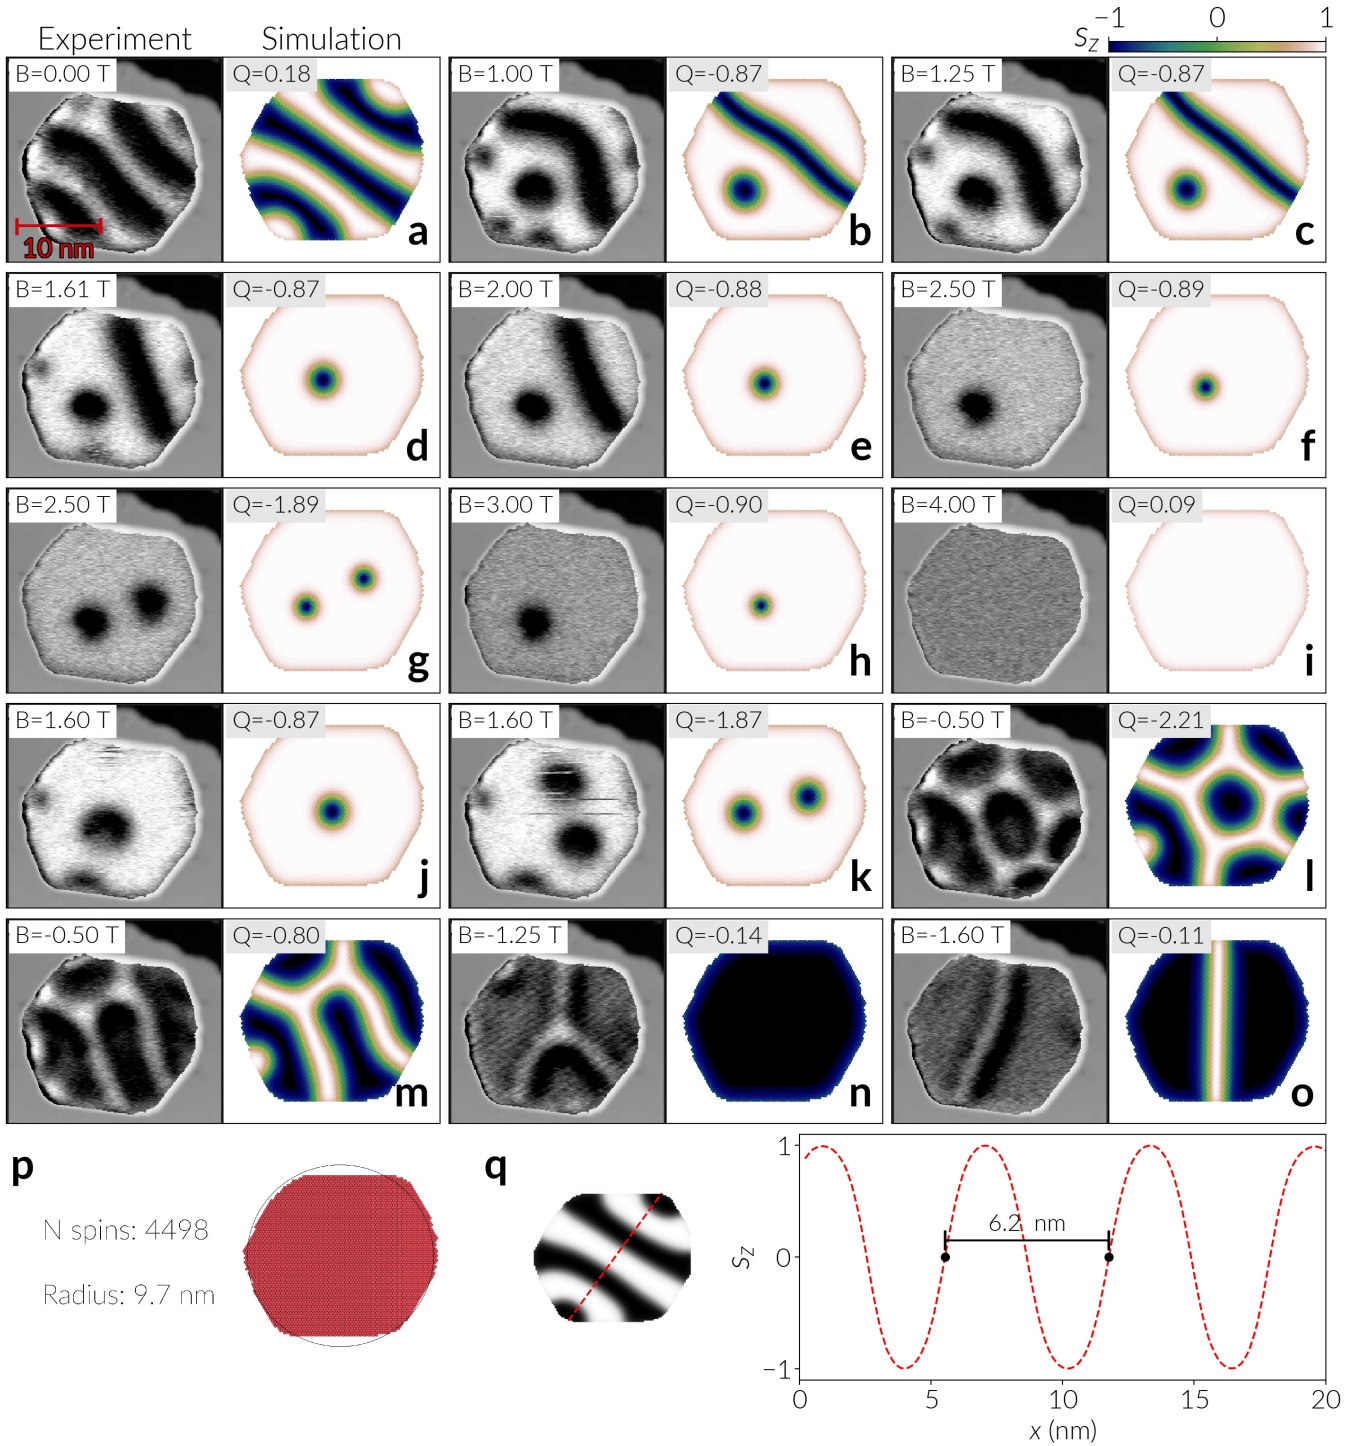 Experiment Simulation
S_Z −1 0 1
B=0.00 T Q=0.18 a
10 nm
B=1.00 T Q=-0.87 b
B=1.25 T Q=-0.87 c
B=1.61 T Q=-0.87 d
B=2.00 T Q=-0.88 e
B=2.50 T Q=-0.89 f
B=2.50 T Q=-1.89 g
B=3.00 T Q=-0.90 h
B=4.00 T Q=0.09 i
B=1.60 T Q=-0.87 j
B=1.60 T Q=-1.87 k
B=-0.50 T Q=-2.21 l
B=-0.50 T Q=-0.80 m
B=-1.25 T Q=-0.14 n
B=-1.60 T Q=-0.11 o
p
N spins: 4498
Radius: 9.7 nm
q
1
0
−1
S_Z
6.2 nm
0 5 10 15 20
x (nm)